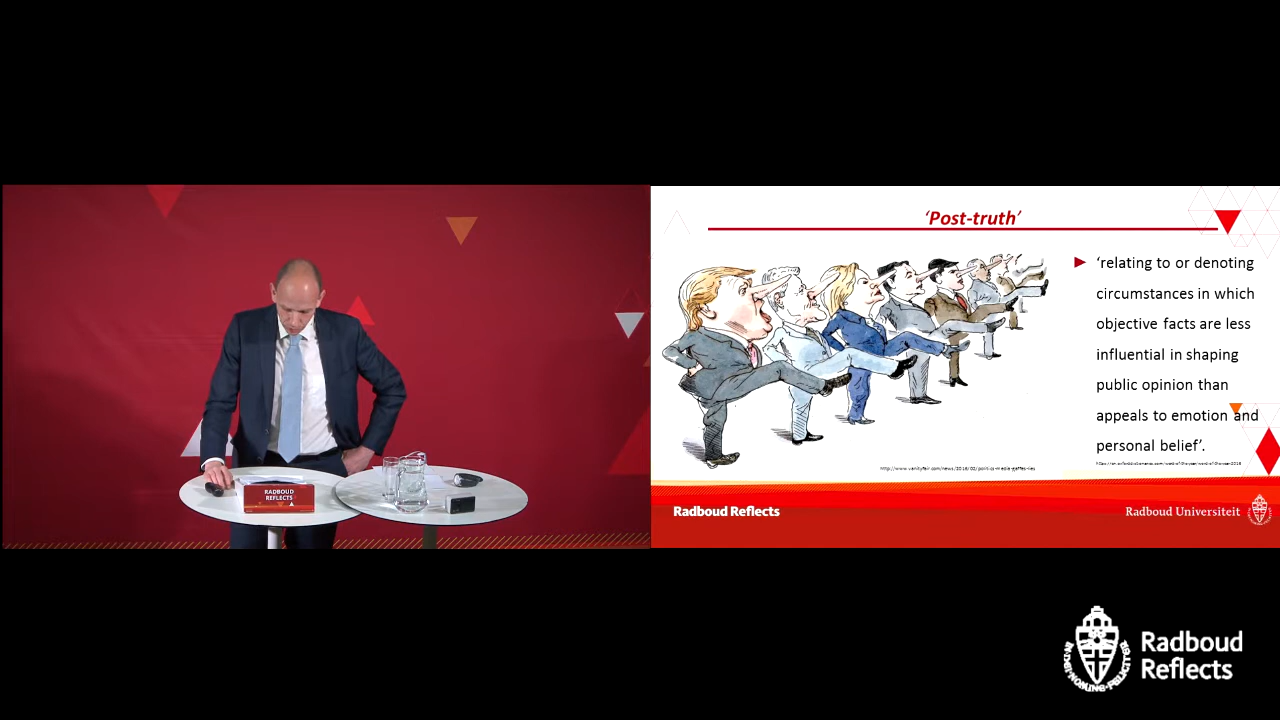 RADBOUD
REFLECTS
'Post-truth'
'relating to or denoting
circumstances in which
objective facts are less
influential in shaping
public opinion than
appeals to emotion and
personal belief'.
Radboud Reflects
Radboud Universiteit
Radboud
Reflects